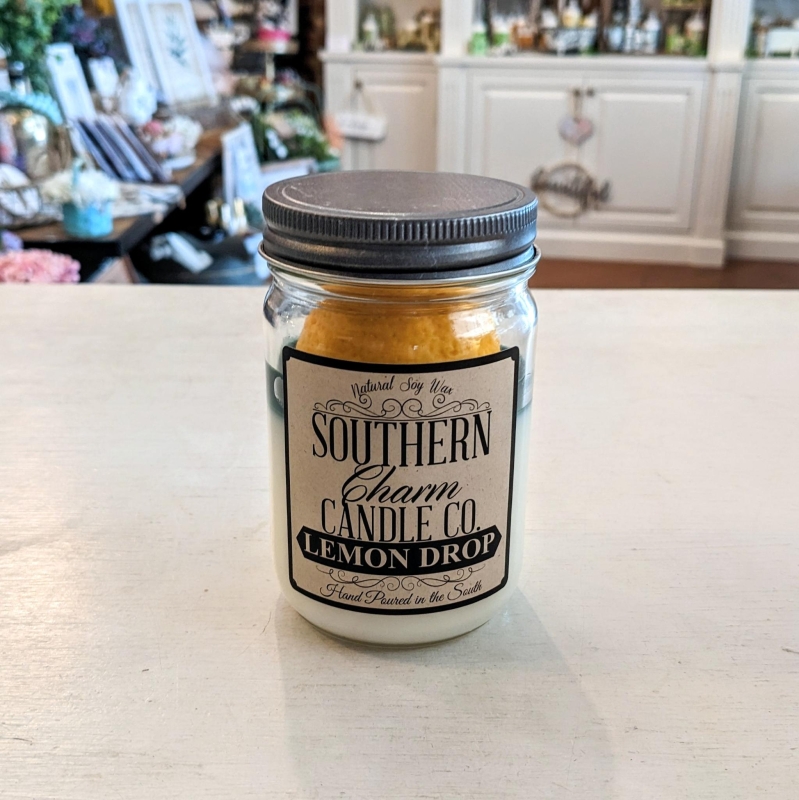 Natural Soy Wax
SOUTHERN
Charm
CANDLE CO.
LEMON DROP
Hand Poured in the South